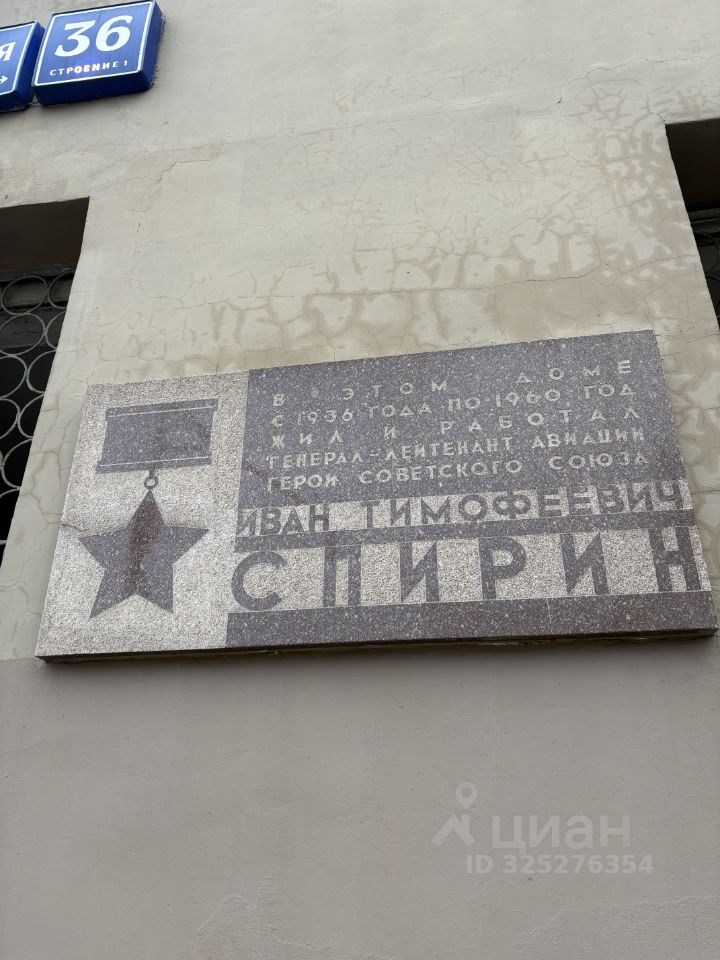 Я
36
СТРОЕНИЕ 1
В ЭТОМ ДОМЕ
С 1936 ГОДА ПО 1960 ГОД
ЖИЛ И РАБОТАЛ
ГЕНЕРАЛ-ЛЕЙТЕНАНТ АВИАЦИИ
ГЕРОЙ СОВЕТСКОГО СОЮЗА
ИВАН ТИМОФЕЕВИЧ
СПИРИН
циан
ID 325276354